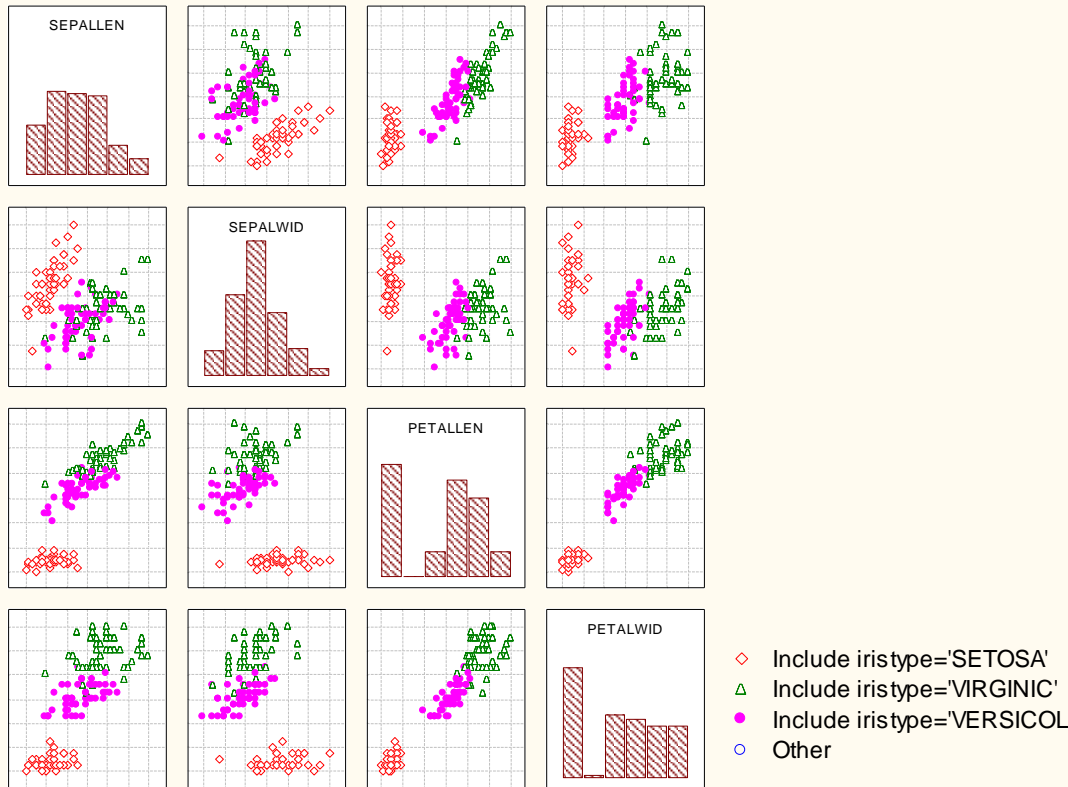 SEPALLEN
SEPALWID
PETALLEN
PETALWID
Include iristype='SETOSA'
Include iristype='VIRGINIC'
Include iristype='VERSICOL
Other